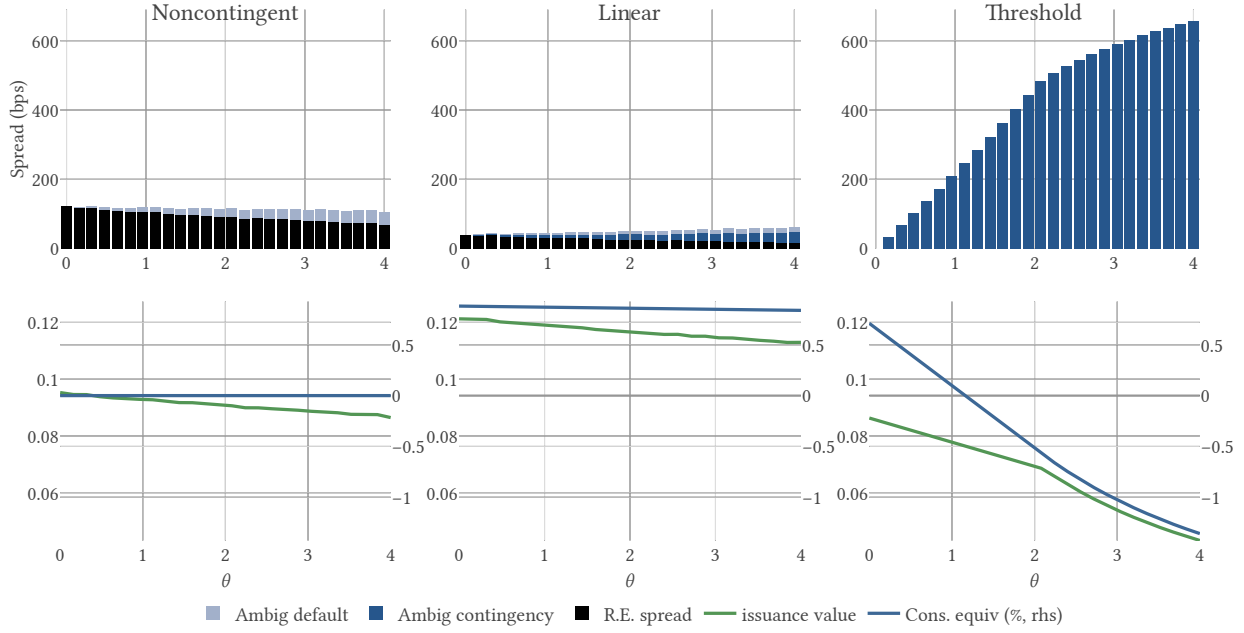 Noncontingent Linear Threshold
Spread (bps)
600 600 600
400 400 400
200 200 200
0 0 0
0 1 2 3 4 0 1 2 3 4 0 1 2 3 4
0.12 0.12 0.12
0.5 0.5 0.5
0.1 0.1 0.1
0 0 0
0.08 0.08 0.08
−0.5 −0.5 −0.5
0.06 0.06 0.06
−1 −1 −1
0 1 2 3 4 0 1 2 3 4 0 1 2 3 4
θ θ θ
Ambig default Ambig contingency R.E. spread issuance value Cons. equiv (%, rhs)